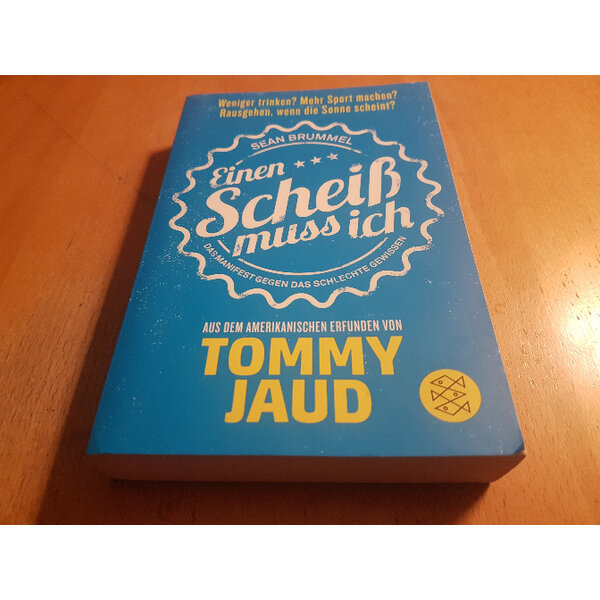 Weniger trinken? Mehr Sport machen?
Rausgehen, wenn die Sonne scheint?
SEAN BRUMMEL
Einen
Scheiß
muss ich
DAS MANIFEST GEGEN DAS SCHLECHTE GEWISSEN
AUS DEM AMERIKANISCHEN ERFUNDEN VON
TOMMY
JAUD